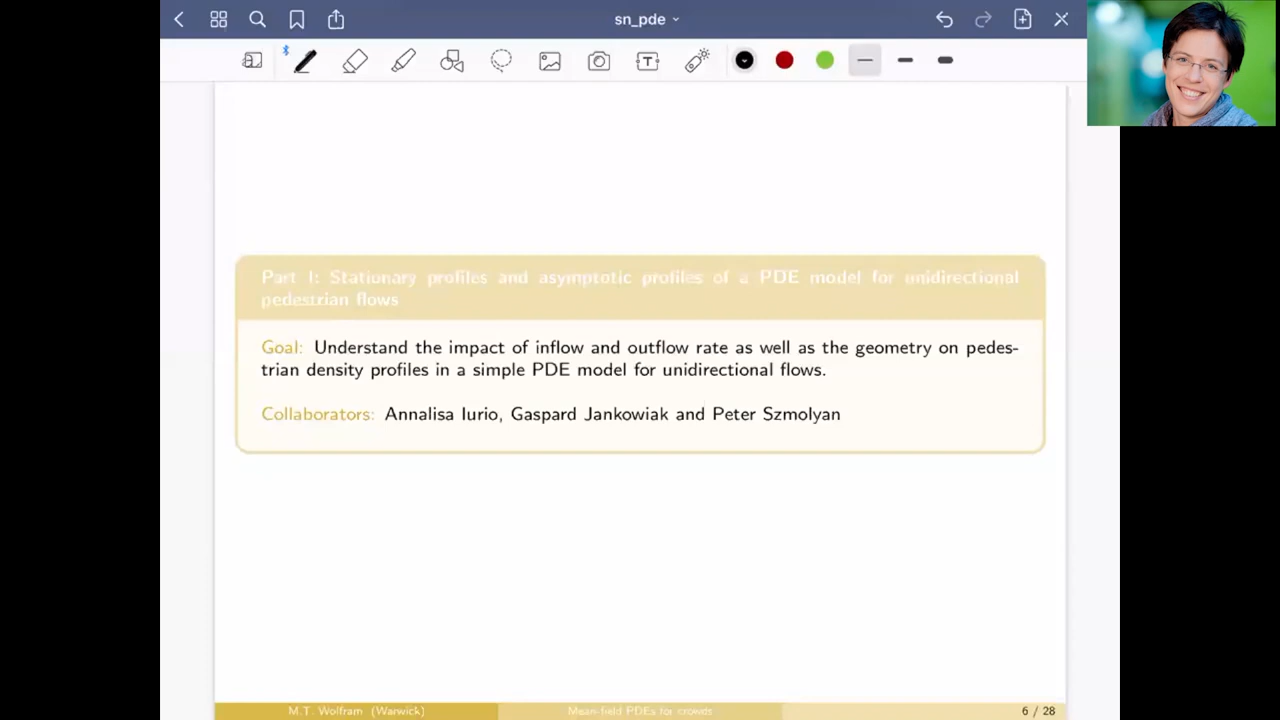 sn_pde
T
Part I: Stationary profiles and asymptotic profiles of a PDE model for unidirectional
pedestrian flows
Goal: Understand the impact of inflow and outflow rate as well as the geometry on pedes-
trian density profiles in a simple PDE model for unidirectional flows.
Collaborators: Annalisa Iurio, Gaspard Jankowiak and Peter Szmolyan
M.T. Wolfram (Warwick) Mean-field PDEs for crowds 6 / 28